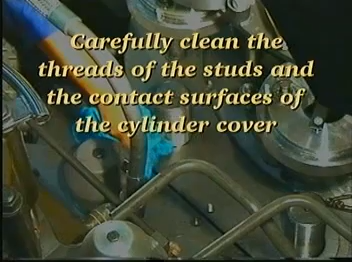 Carefully clean the
threads of the studs and
the contact surfaces of
the cylinder cover